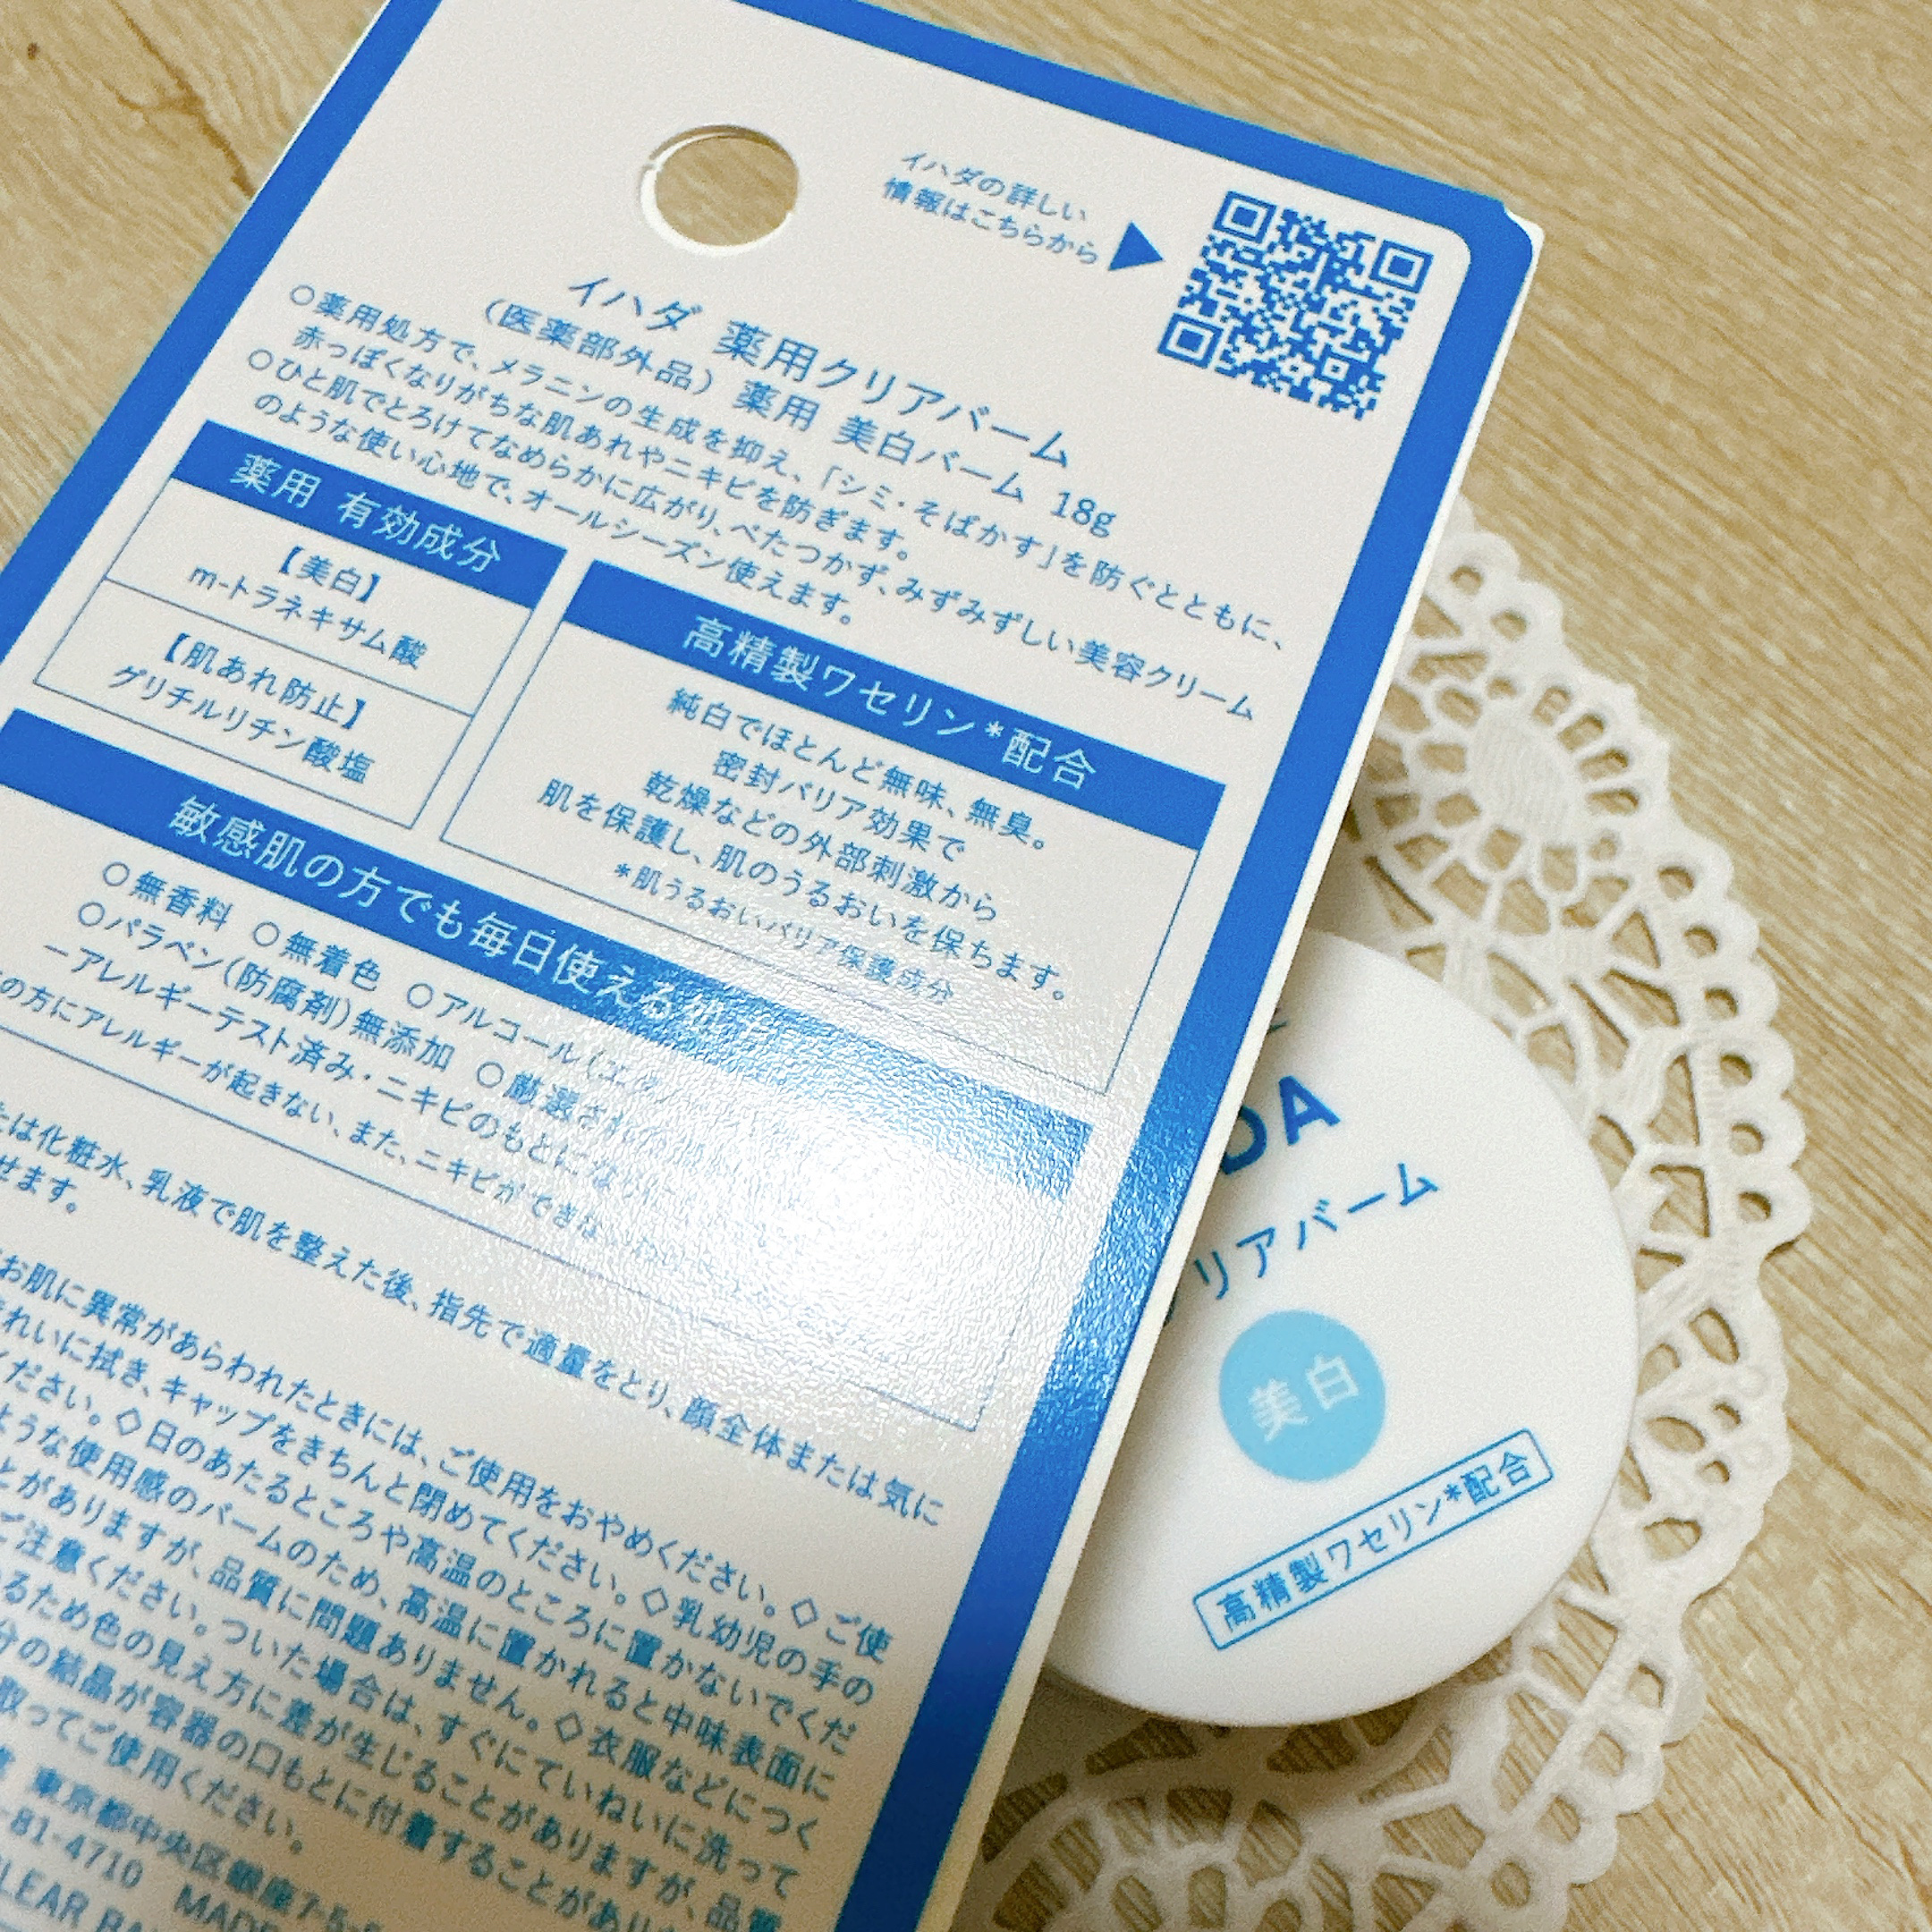 イハダの詳しい
情報はこちらから
イハダ 薬用クリアバーム
(医薬部外品) 薬用 美白バーム 18g
○薬用処方で、メラニンの生成を抑え、「シミ・そばかす」を防ぐとともに、
赤っぽくなりがちな肌あれやニキビを防ぎます。
○ひと肌でとろけてなめらかに広がり、べたつかず、みずみずしい美容クリーム
のような使い心地で、オールシーズン使えます。
薬用 有効成分
【美白】
m-トラネキサム酸
【肌あれ防止】
グリチルリチン酸塩
高精製ワセリン*配合
純白でほとんど無味、無臭。
密封バリア効果で
乾燥などの外部刺激から
肌を保護し、肌のうるおいを保ちます。
*肌うるおいバリア保護成分
敏感肌の方でも毎日使える
○無香料 ○無着色 ○アルコール
○パラベン(防腐剤)無添加 ○厳選
ーアレルギーテスト済み・ニキビのもとにな
の方にアレルギーが起きない、また、ニキビができな
たは化粧水、乳液で肌を整えた後、指先で適量をとり、顔全体または気に
せます。
お肌に異常があらわれたときには、ご使用をおやめください。◇ご使
れいに拭き、キャップをきちんと閉めてください。◇乳幼児の手の
ください。◇日のあたるところや高温のところに置かないでくだ
ような使用感のバームのため、高温に置かれると中味表面に
とがありますが、品質に問題ありません。◇衣服などにつく
ご注意ください。ついた場合は、すぐにていねいに洗って
るため色の見え方に差が生じることがありますが、品質
分の結晶が容器の口もとに付着することがあり
取ってご使用ください。
東京都中央区銀座7-5-5
-81-4710 MADE
LEAR BA
DA
リアバーム
美白
高精製ワセリン*配合